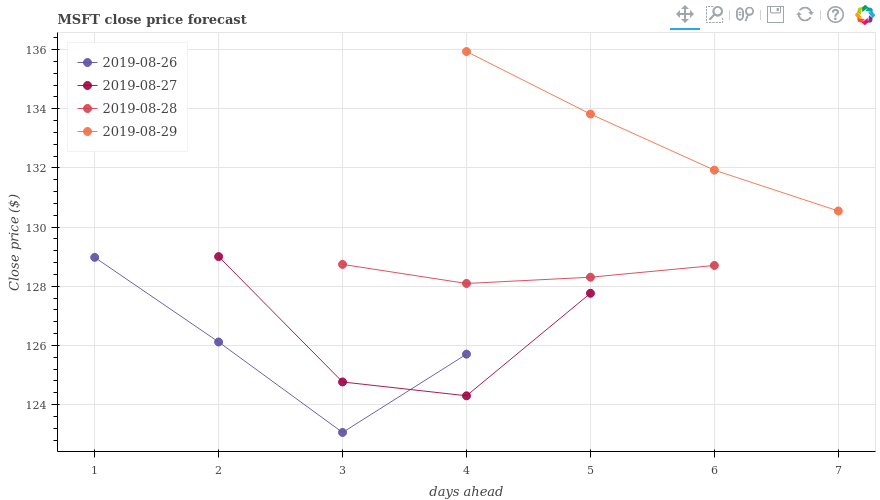 MSFT close price forecast
2019-08-26
2019-08-27
2019-08-28
2019-08-29
Close price ($)
136
134
132
130
128
126
124
1 2 3 4 5 6 7
days ahead